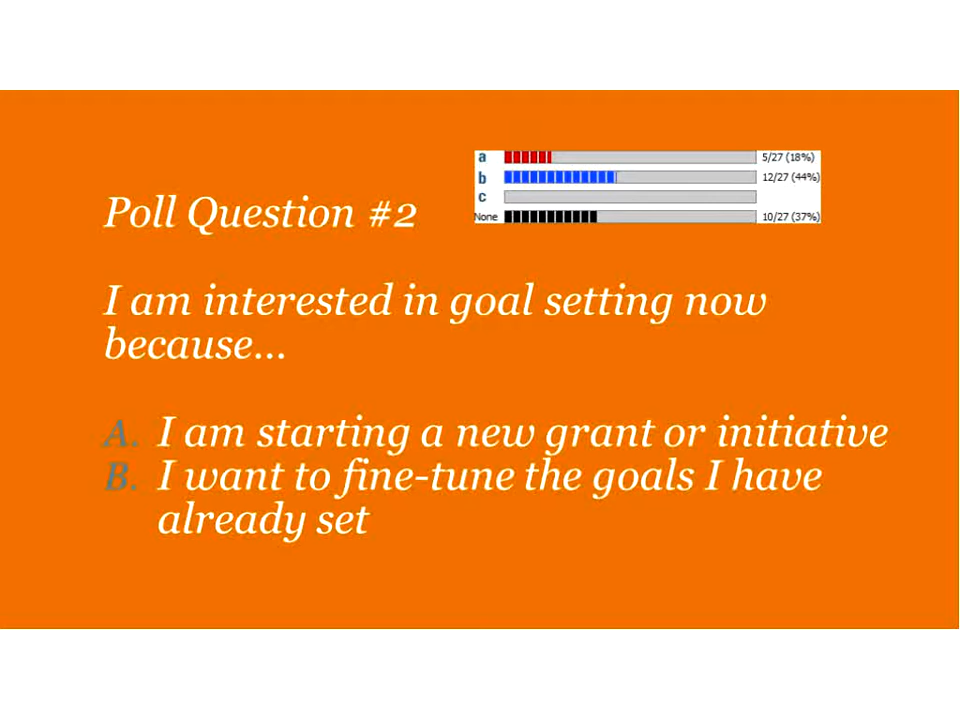 a 5/27 (18%)
b 12/27 (44%)
c
None 10/27 (37%)
Poll Question #2
I am interested in goal setting now
because...
A. I am starting a new grant or initiative
B. I want to fine-tune the goals I have
already set